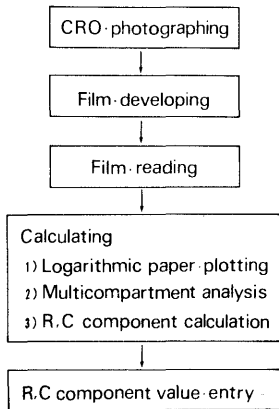 CRO·photographing
Film·developing
Film·reading
Calculating
1) Logarithmic paper·plotting
2) Multicompartment analysis
3) R,C component calculation
R,C component value·entry